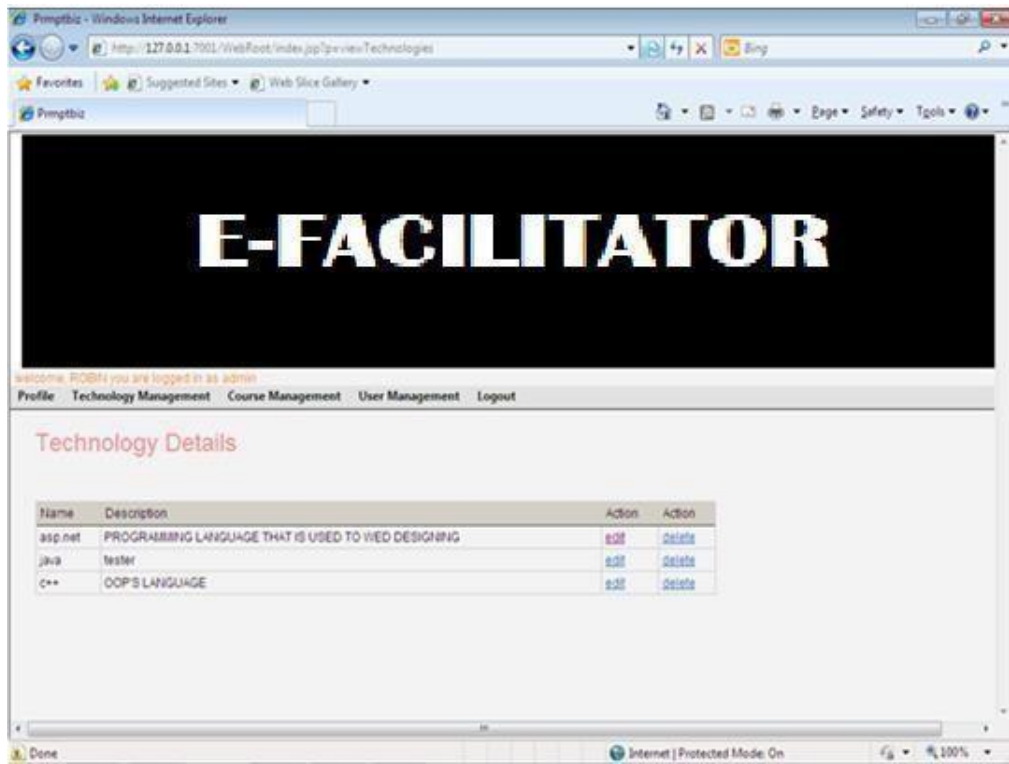 Prmptbiz - Windows Internet Explorer
http://127.0.0.1:7001/WebRoot/index.jsp?p=viewTechnologies
Bing
Favorites Suggested Sites Web Slice Gallery
Prmptbiz
Page Safety Tools
E-FACILITATOR
welcome, ROBIN you are logged in as admin
Profile Technology Management Course Management User Management Logout
Technology Details
Name Description Action Action
asp.net PROGRAMMING LANGUAGE THAT IS USED TO WED DESIGNING edit delete
java tester edit delete
c++ OOP'S LANGUAGE edit delete
Done Internet | Protected Mode: On 100%